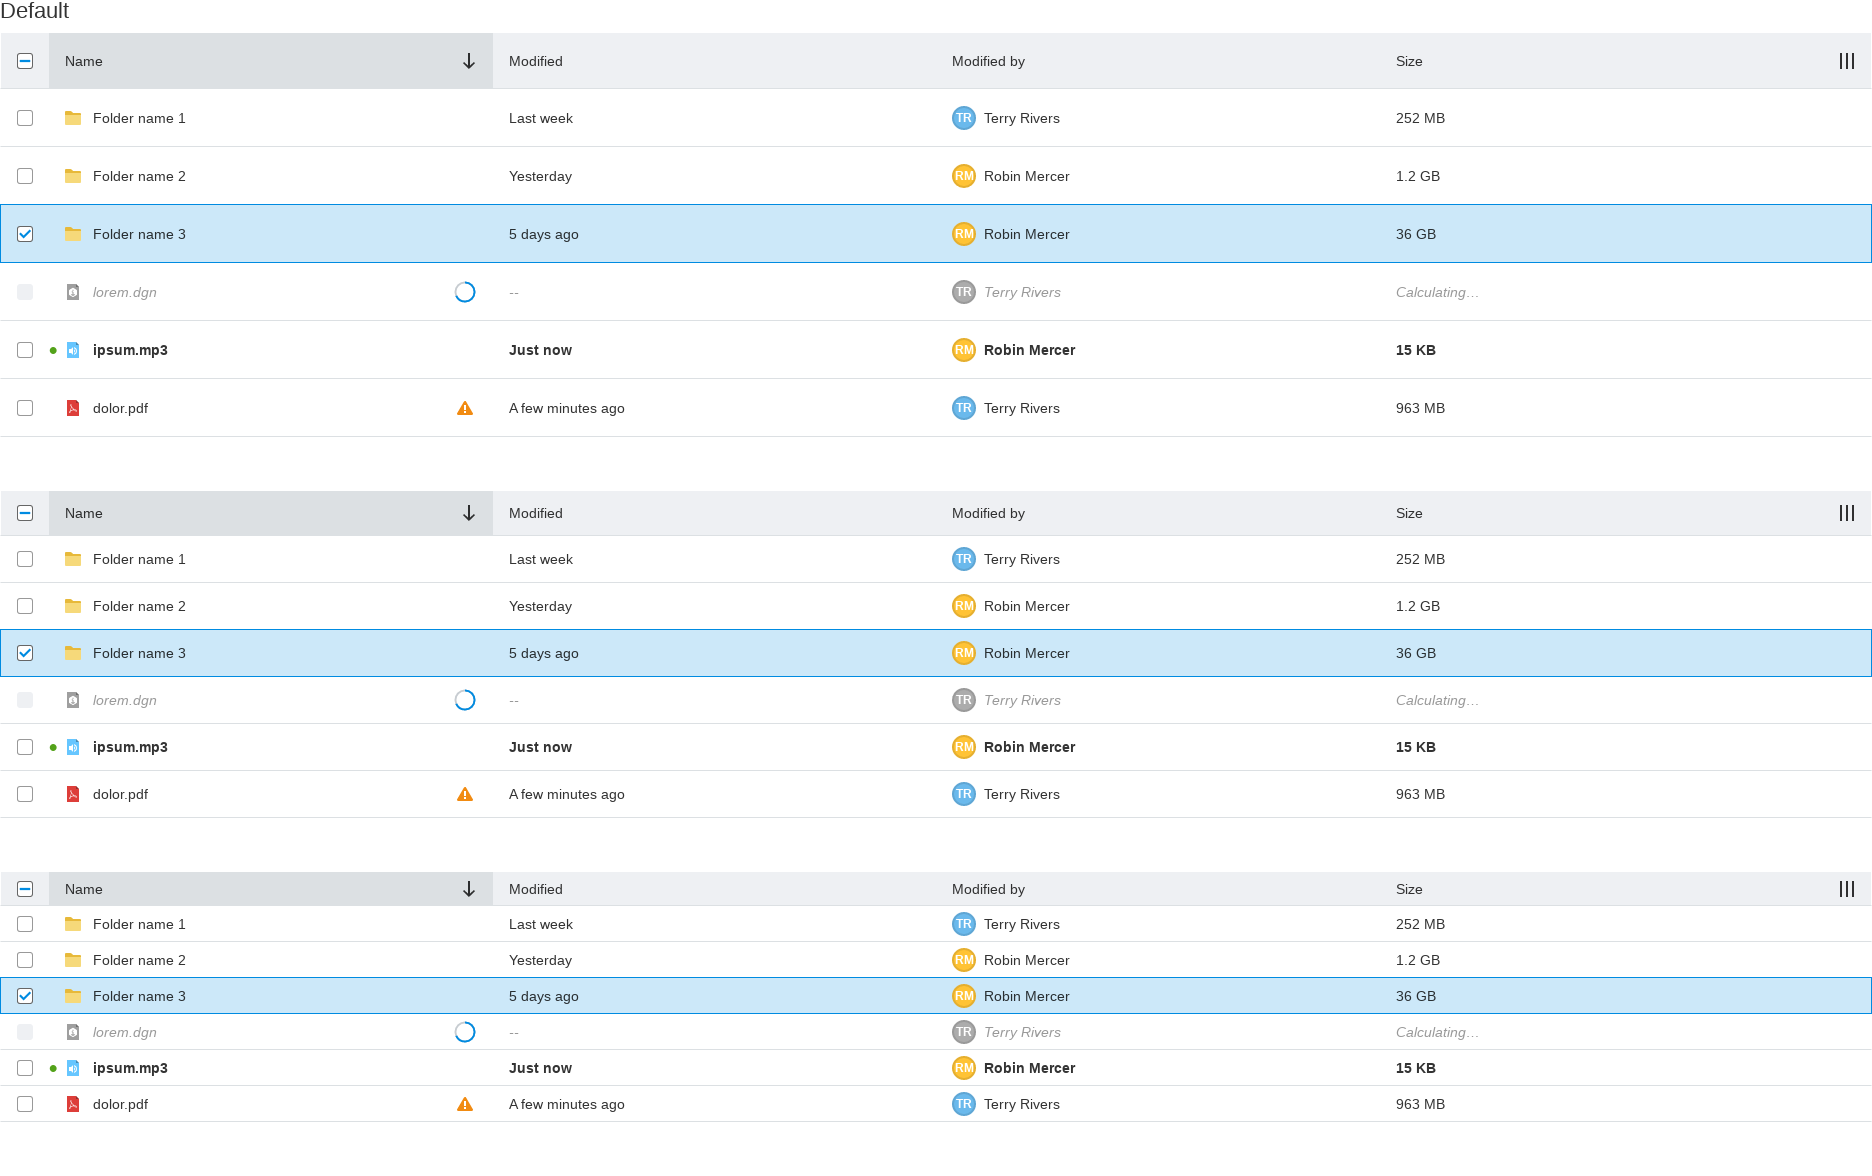 Default
Name Modified Modified by Size
Folder name 1 Last week TR Terry Rivers 252 MB
Folder name 2 Yesterday RM Robin Mercer 1.2 GB
Folder name 3 5 days ago RM Robin Mercer 36 GB
lorem.dgn -- TR Terry Rivers Calculating…
ipsum.mp3 Just now RM Robin Mercer 15 KB
dolor.pdf A few minutes ago TR Terry Rivers 963 MB
Name Modified Modified by Size
Folder name 1 Last week TR Terry Rivers 252 MB
Folder name 2 Yesterday RM Robin Mercer 1.2 GB
Folder name 3 5 days ago RM Robin Mercer 36 GB
lorem.dgn -- TR Terry Rivers Calculating…
ipsum.mp3 Just now RM Robin Mercer 15 KB
dolor.pdf A few minutes ago TR Terry Rivers 963 MB
Name Modified Modified by Size
Folder name 1 Last week TR Terry Rivers 252 MB
Folder name 2 Yesterday RM Robin Mercer 1.2 GB
Folder name 3 5 days ago RM Robin Mercer 36 GB
lorem.dgn -- TR Terry Rivers Calculating…
ipsum.mp3 Just now RM Robin Mercer 15 KB
dolor.pdf A few minutes ago TR Terry Rivers 963 MB